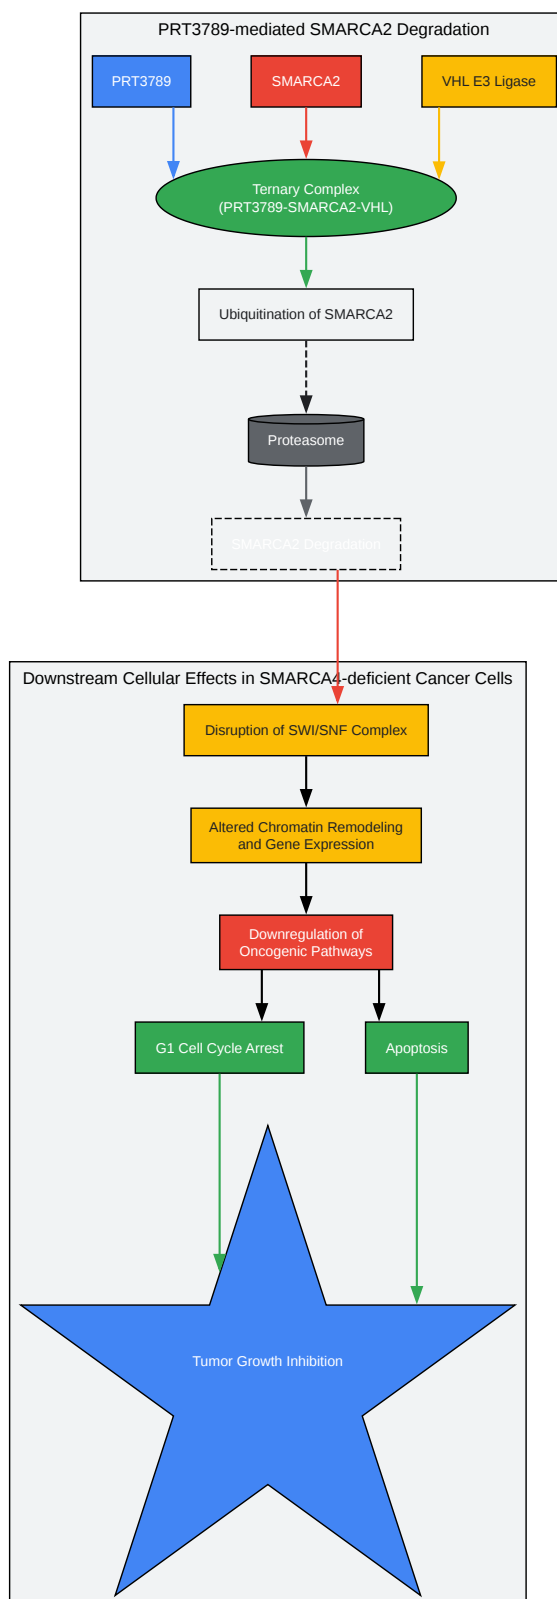 PRT3789-mediated SMARCA2 Degradation
PRT3789
SMARCA2
VHL E3 Ligase
Ternary Complex
(PRT3789-SMARCA2-VHL)
Ubiquitination of SMARCA2
Proteasome
SMARCA2 Degradation
Downstream Cellular Effects in SMARCA4-deficient Cancer Cells
Disruption of SWI/SNF Complex
Altered Chromatin Remodeling
and Gene Expression
Downregulation of
Oncogenic Pathways
G1 Cell Cycle Arrest
Apoptosis
Tumor Growth Inhibition